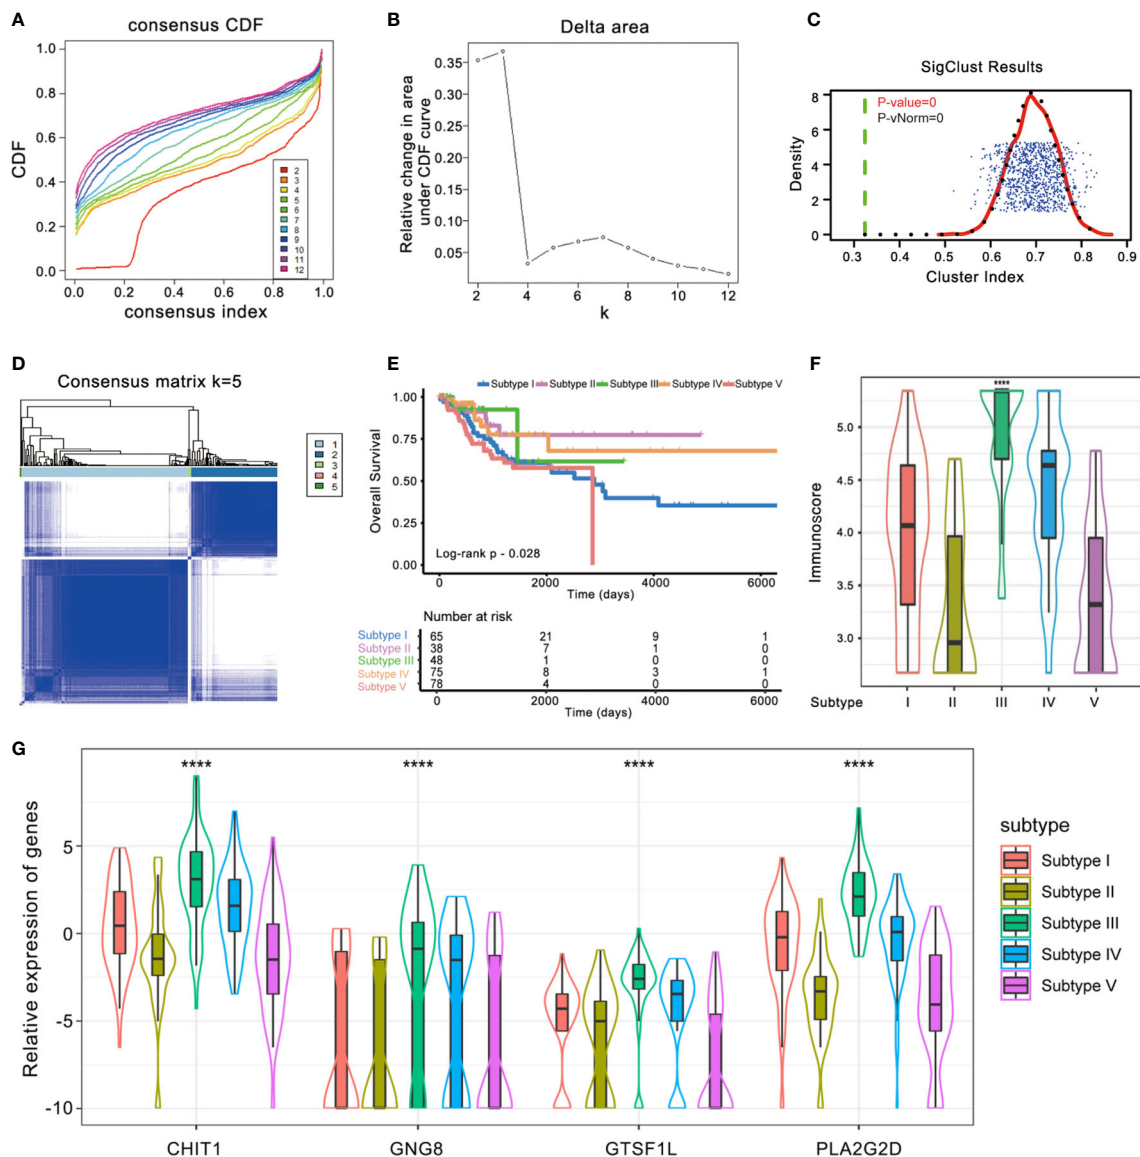 A
consensus CDF
CDF
1.0
0.8
0.6
0.4
0.2
0.0
2
3
4
5
6
7
8
9
10
11
12
0.0 0.2 0.4 0.6 0.8 1.0
consensus index
B
Delta area
Relative change in area
under CDF curve
0.35
0.25
0.15
0.05
2 4 6 8 10 12
k
C
SigClust Results
P-value=0
P-vNorm=0
Density
8
6
4
2
0
0.3 0.4 0.5 0.6 0.7 0.8 0.9
Cluster Index
D
Consensus matrix k=5
1
2
3
4
5
E
Subtype I Subtype II Subtype III Subtype IV Subtype V
Overall Survival
1.00
0.75
0.50
0.25
0.00
Log-rank p - 0.028
0 2000 4000 6000
Time (days)
Number at risk
Subtype I 65 21 9 1
Subtype II 38 7 1 0
Subtype III 48 1 0 0
Subtype IV 75 8 3 1
Subtype V 78 4 0 0
0 2000 4000 6000
Time (days)
F
****
Immunoscore
5.0
4.5
4.0
3.5
3.0
Subtype I II III IV V
G
**** **** **** ****
Relative expression of genes
5
0
-5
-10
CHIT1 GNG8 GTSF1L PLA2G2D
subtype
Subtype I
Subtype II
Subtype III
Subtype IV
Subtype V